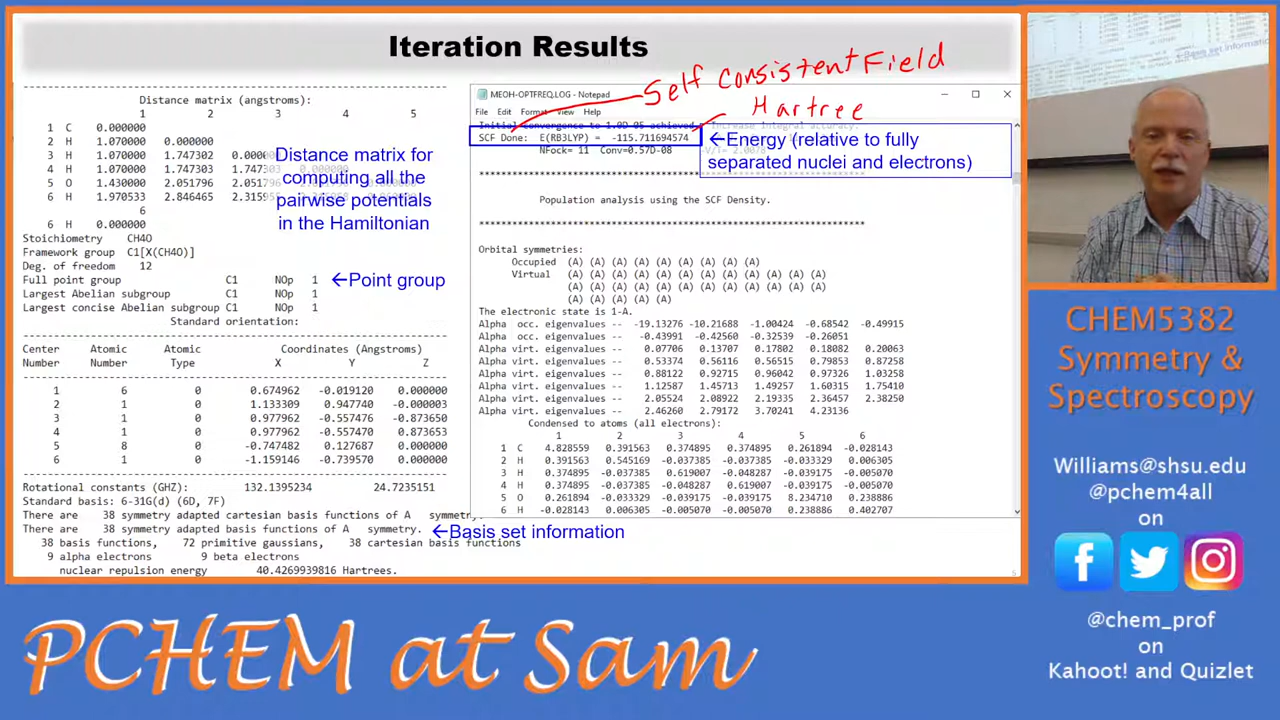 Iteration Results
Self Consistent Field
Hartree
Distance matrix (angstroms):
1 2 3 4 5
1 C 0.000000
2 H 1.070000 0.000000
3 H 1.070000 1.747302 0.0000
4 H 1.070000 1.747303 1.747303 0.000000
5 O 1.430000 2.051796 2.051796
6 H 1.970533 2.846465 2.31595
6
6 H 0.000000
Distance matrix for
computing all the
pairwise potentials
in the Hamiltonian
Stoichiometry CH4O
Framework group C1[X(CH4O)]
Deg. of freedom 12
Full point group C1 NOp 1
←Point group
Largest Abelian subgroup C1 NOp 1
Largest concise Abelian subgroup C1 NOp 1
Standard orientation:
Center Atomic Atomic Coordinates (Angstroms)
Number Number Type X Y Z
1 6 0 0.674962 -0.019120 0.000000
2 1 0 1.133309 0.947740 -0.000003
3 1 0 0.977962 -0.557476 -0.873650
4 1 0 0.977962 -0.557470 0.873653
5 8 0 -0.747482 0.127687 0.000000
6 1 0 -1.159146 -0.739570 0.000000
Rotational constants (GHZ): 132.1395234 24.7235151
Standard basis: 6-31G(d) (6D, 7F)
There are 38 symmetry adapted cartesian basis functions of A symmetry.
There are 38 symmetry adapted basis functions of A symmetry.
←Basis set information
38 basis functions, 72 primitive gaussians, 38 cartesian basis functions
9 alpha electrons 9 beta electrons
nuclear repulsion energy 40.4269939816 Hartrees.
MEOH-OPTFREQ.LOG - Notepad
File Edit Format View Help
Initial convergence to 1.0D-05 achieved. Increase integral accuracy.
SCF Done: E(RB3LYP) = -115.711694574
NFock= 11 Conv=0.57D-08 -V/T= 2.0078
←Energy (relative to fully
separated nuclei and electrons)
Population analysis using the SCF Density.
Orbital symmetries:
Occupied (A) (A) (A) (A) (A) (A) (A) (A) (A)
Virtual (A) (A) (A) (A) (A) (A) (A) (A) (A) (A) (A) (A)
(A) (A) (A) (A) (A) (A) (A) (A) (A) (A) (A) (A)
(A) (A) (A) (A) (A)
The electronic state is 1-A.
Alpha occ. eigenvalues -- -19.13276 -10.21688 -1.00424 -0.68542 -0.49915
Alpha occ. eigenvalues -- -0.43991 -0.42560 -0.32539 -0.26051
Alpha virt. eigenvalues -- 0.07706 0.13707 0.17802 0.18082 0.20063
Alpha virt. eigenvalues -- 0.53374 0.56116 0.56115 0.79853 0.87258
Alpha virt. eigenvalues -- 0.88122 0.92715 0.96042 0.97326 1.03258
Alpha virt. eigenvalues -- 1.12587 1.45713 1.49257 1.60315 1.75410
Alpha virt. eigenvalues -- 2.05524 2.08922 2.19335 2.36457 2.38250
Alpha virt. eigenvalues -- 2.46260 2.79172 3.70241 4.23136
Condensed to atoms (all electrons):
1 2 3 4 5 6
1 C 4.828559 0.391563 0.374895 0.374895 0.261894 -0.028143
2 H 0.391563 0.545169 -0.037385 -0.037385 -0.033329 0.006305
3 H 0.374895 -0.037385 0.619007 -0.048287 -0.039175 -0.005070
4 H 0.374895 -0.037385 -0.048287 0.619007 -0.039175 -0.005070
5 O 0.261894 -0.033329 -0.039175 -0.039175 8.234710 0.238886
6 H -0.028143 0.006305 -0.005070 -0.005070 0.238886 0.402707
5
CHEM5382
Symmetry &
Spectroscopy
Williams@shsu.edu
@pchem4all
on
@chem_prof
on
Kahoot! and Quizlet
PCHEM at Sam